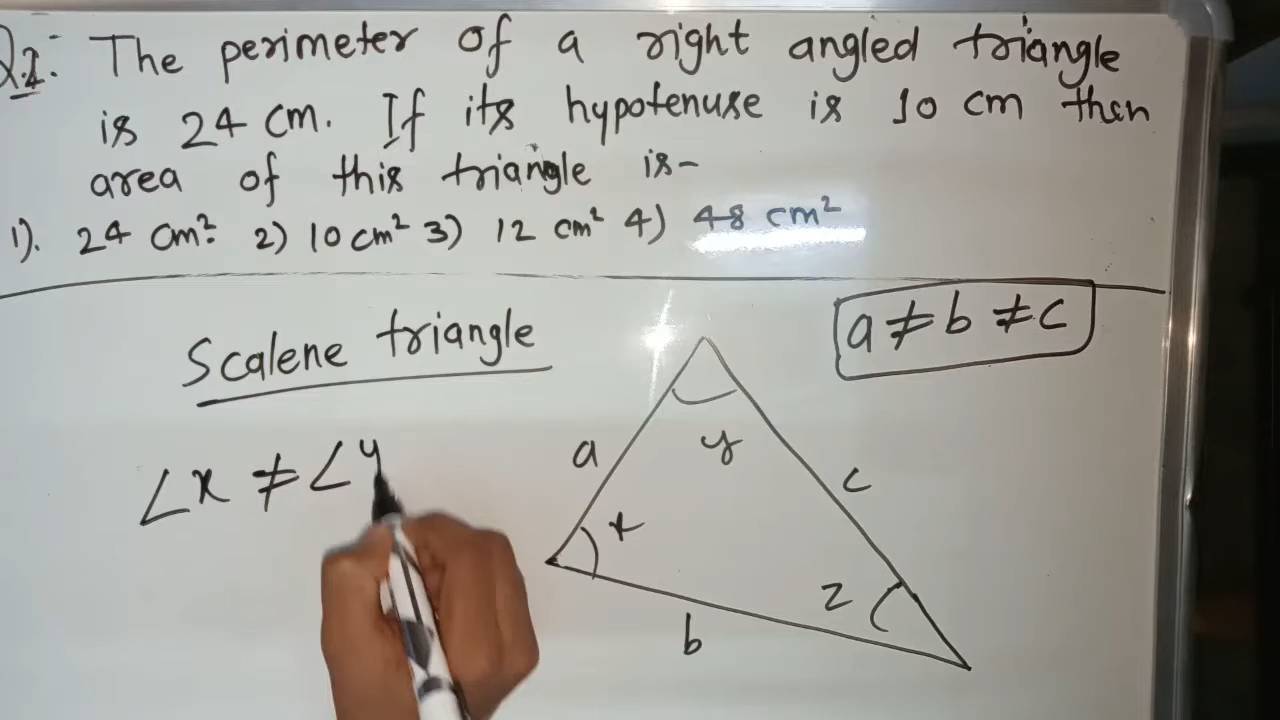 Q.1: The perimeter of a right angled triangle
is 24 cm. If its hypotenuse is 10 cm then
area of this triangle is-
1). 24 cm². 2) 10 cm² 3) 12 cm² 4) 48 cm²
Scalene triangle
a ≠ b ≠ c
∠x ≠ ∠y
a
y
c
x
z
b